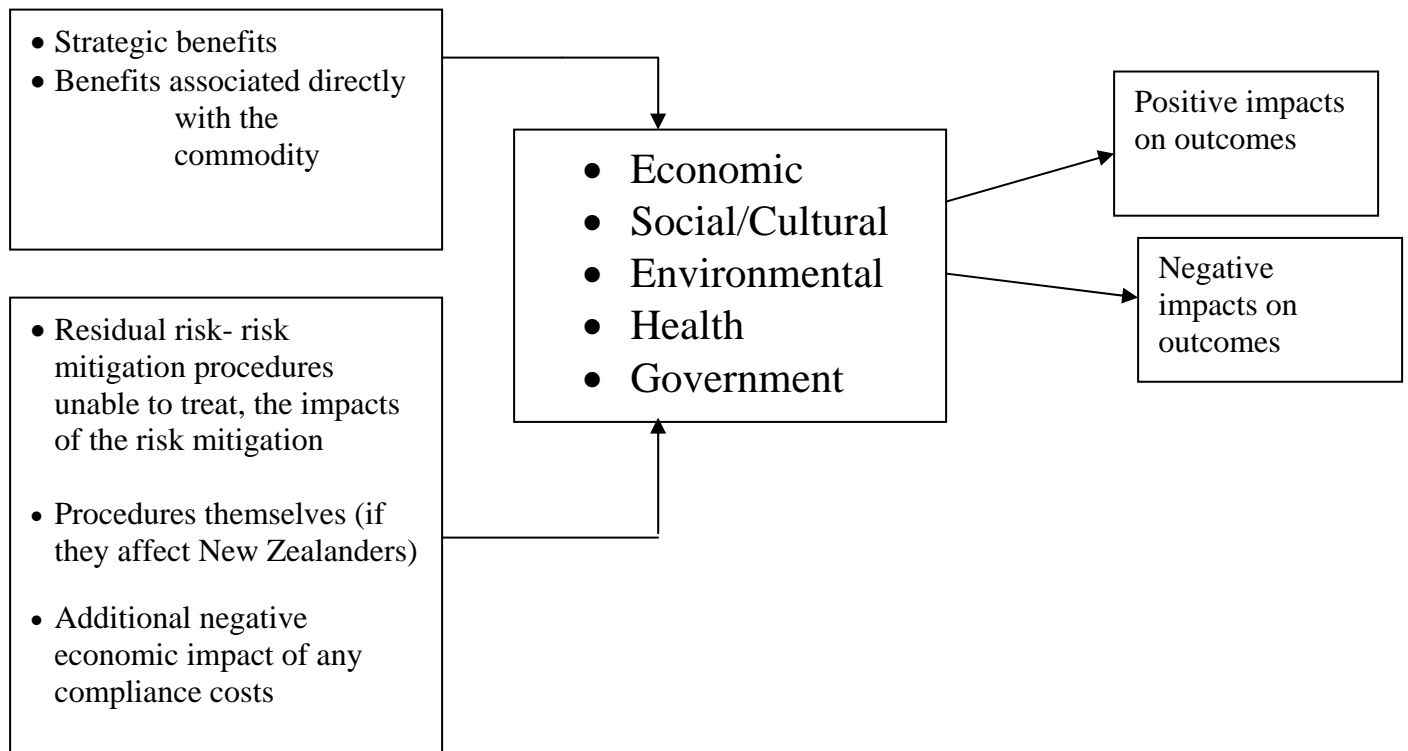 • Strategic benefits
• Benefits associated directly
with the
commodity
• Residual risk- risk
mitigation procedures
unable to treat, the impacts
of the risk mitigation
• Procedures themselves (if
they affect New Zealanders)
• Additional negative
economic impact of any
compliance costs
• Economic
• Social/Cultural
• Environmental
• Health
• Government
Positive impacts
on outcomes
Negative
impacts on
outcomes